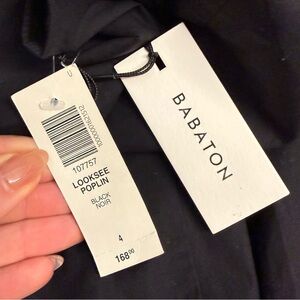 107757
LOOKSEE
POPLIN
BLACK
NOIR
4
168.00
BABATON